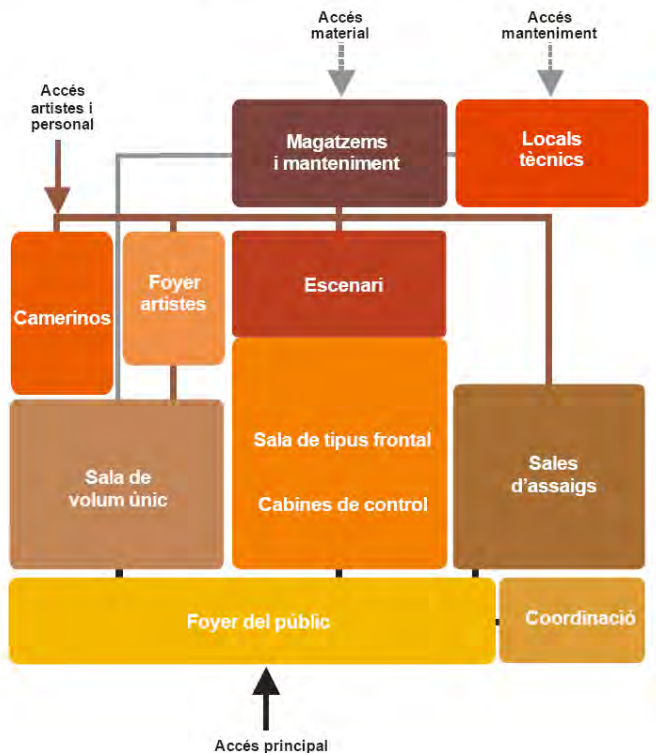 Accés
material
Accés
manteniment
Accés
artistes i
personal
Magatzems
i manteniment
Locals
tècnics
Camerinos
Foyer
artistes
Escenari
Sala de
volum únic
Sala de tipus frontal
Cabines de control
Sales
d'assaigs
Foyer del públic
Coordinació
Accés principal